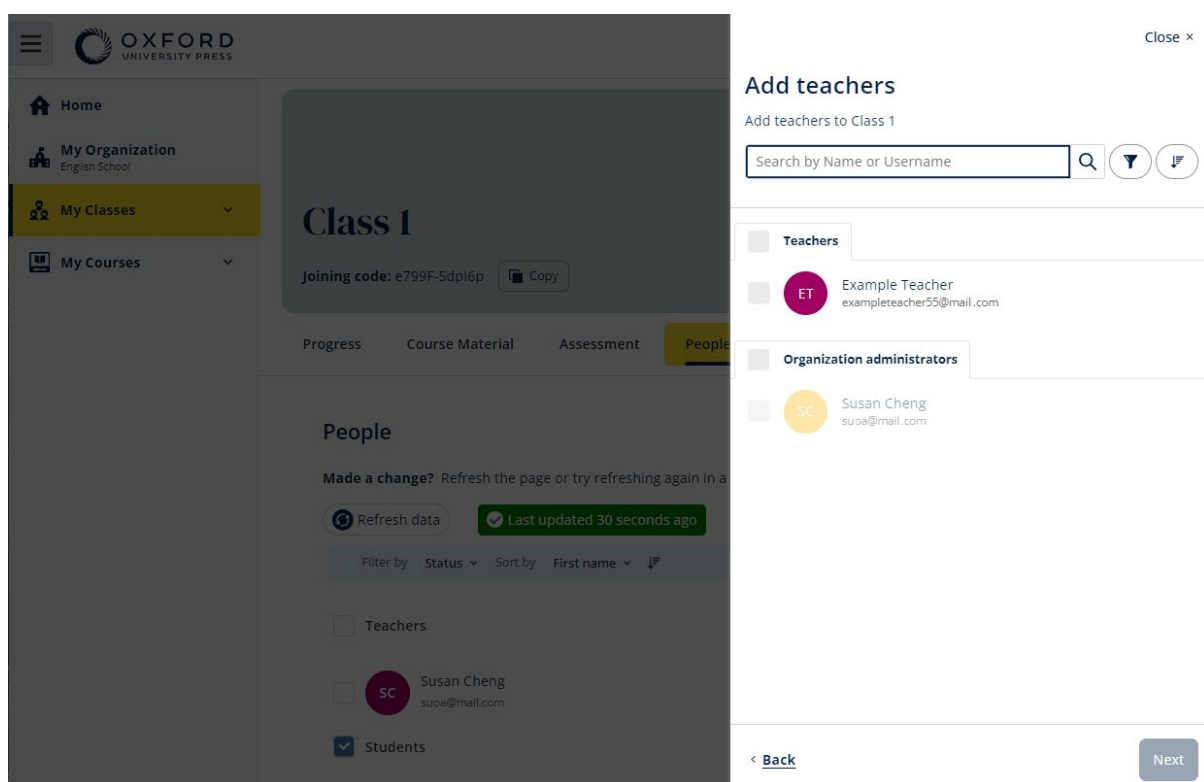 OXFORD
UNIVERSITY PRESS
Home
My Organization
English School
My Classes
My Courses
Class 1
Joining code: e799F-5dpI6p
Copy
Progress
Course Material
Assessment
People
People
Made a change? Refresh the page or try refreshing again in a
Refresh data
Last updated 30 seconds ago
Filter by Status Sort by First name
Teachers
SC
Susan Cheng
suoa@mail.com
Students
Close ×
Add teachers
Add teachers to Class 1
Search by Name or Username
Teachers
ET
Example Teacher
exampleteacher55@mail.com
Organization administrators
SC
Susan Cheng
suoa@mail.com
< Back
Next